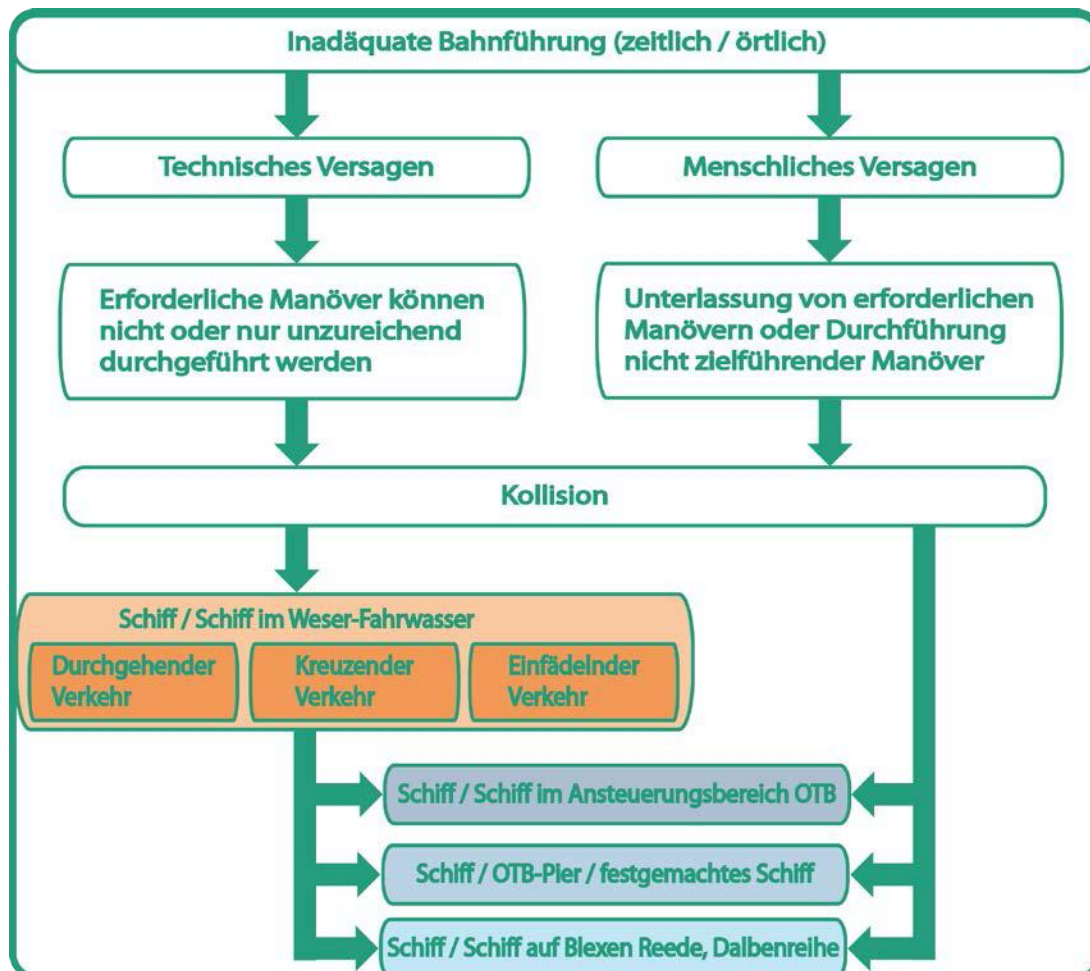 Inadäquate Bahnführung (zeitlich / örtlich)
Technisches Versagen
Menschliches Versagen
Erforderliche Manöver können
nicht oder nur unzureichend
durchgeführt werden
Unterlassung von erforderlichen
Manövern oder Durchführung
nicht zielführender Manöver
Kollision
Schiff / Schiff im Weser-Fahrwasser
Durchgehender
Verkehr
Kreuzender
Verkehr
Einfädelnder
Verkehr
Schiff / Schiff im Ansteuerungsbereich OTB
Schiff / OTB-Pier / festgemachtes Schiff
Schiff / Schiff auf Blexen Reede, Dalbenreihe